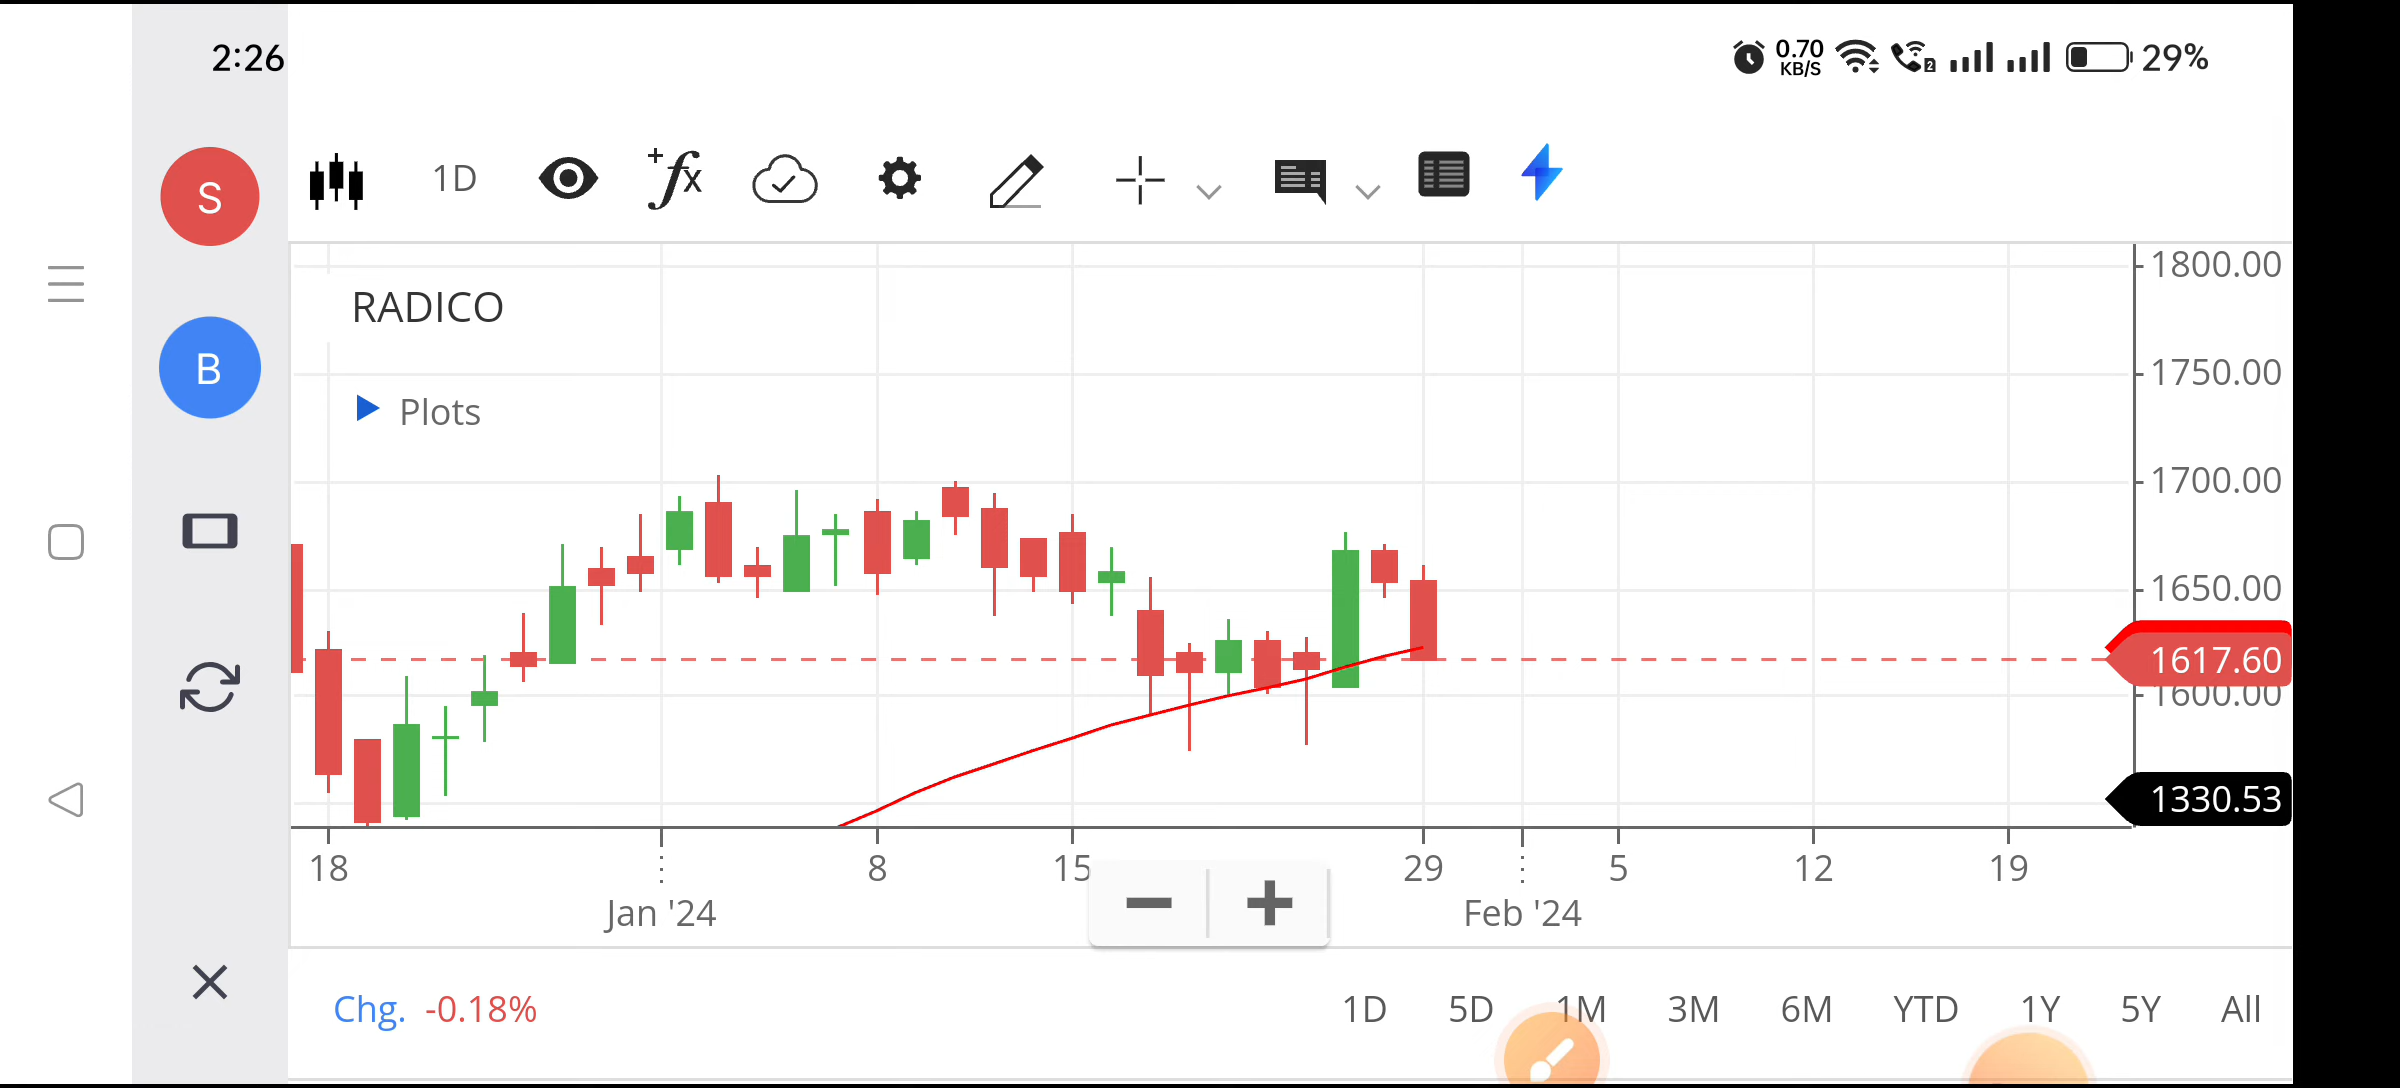 2:26
0.70
KB/S
2
29%
S
1D
+fx
B
RADICO
Plots
1800.00
1750.00
1700.00
1650.00
1617.60
1600.00
1330.53
18 8 15 29 5 12 19
Jan '24 Feb '24
Chg. -0.18%
1D 5D 1M 3M 6M YTD 1Y 5Y All